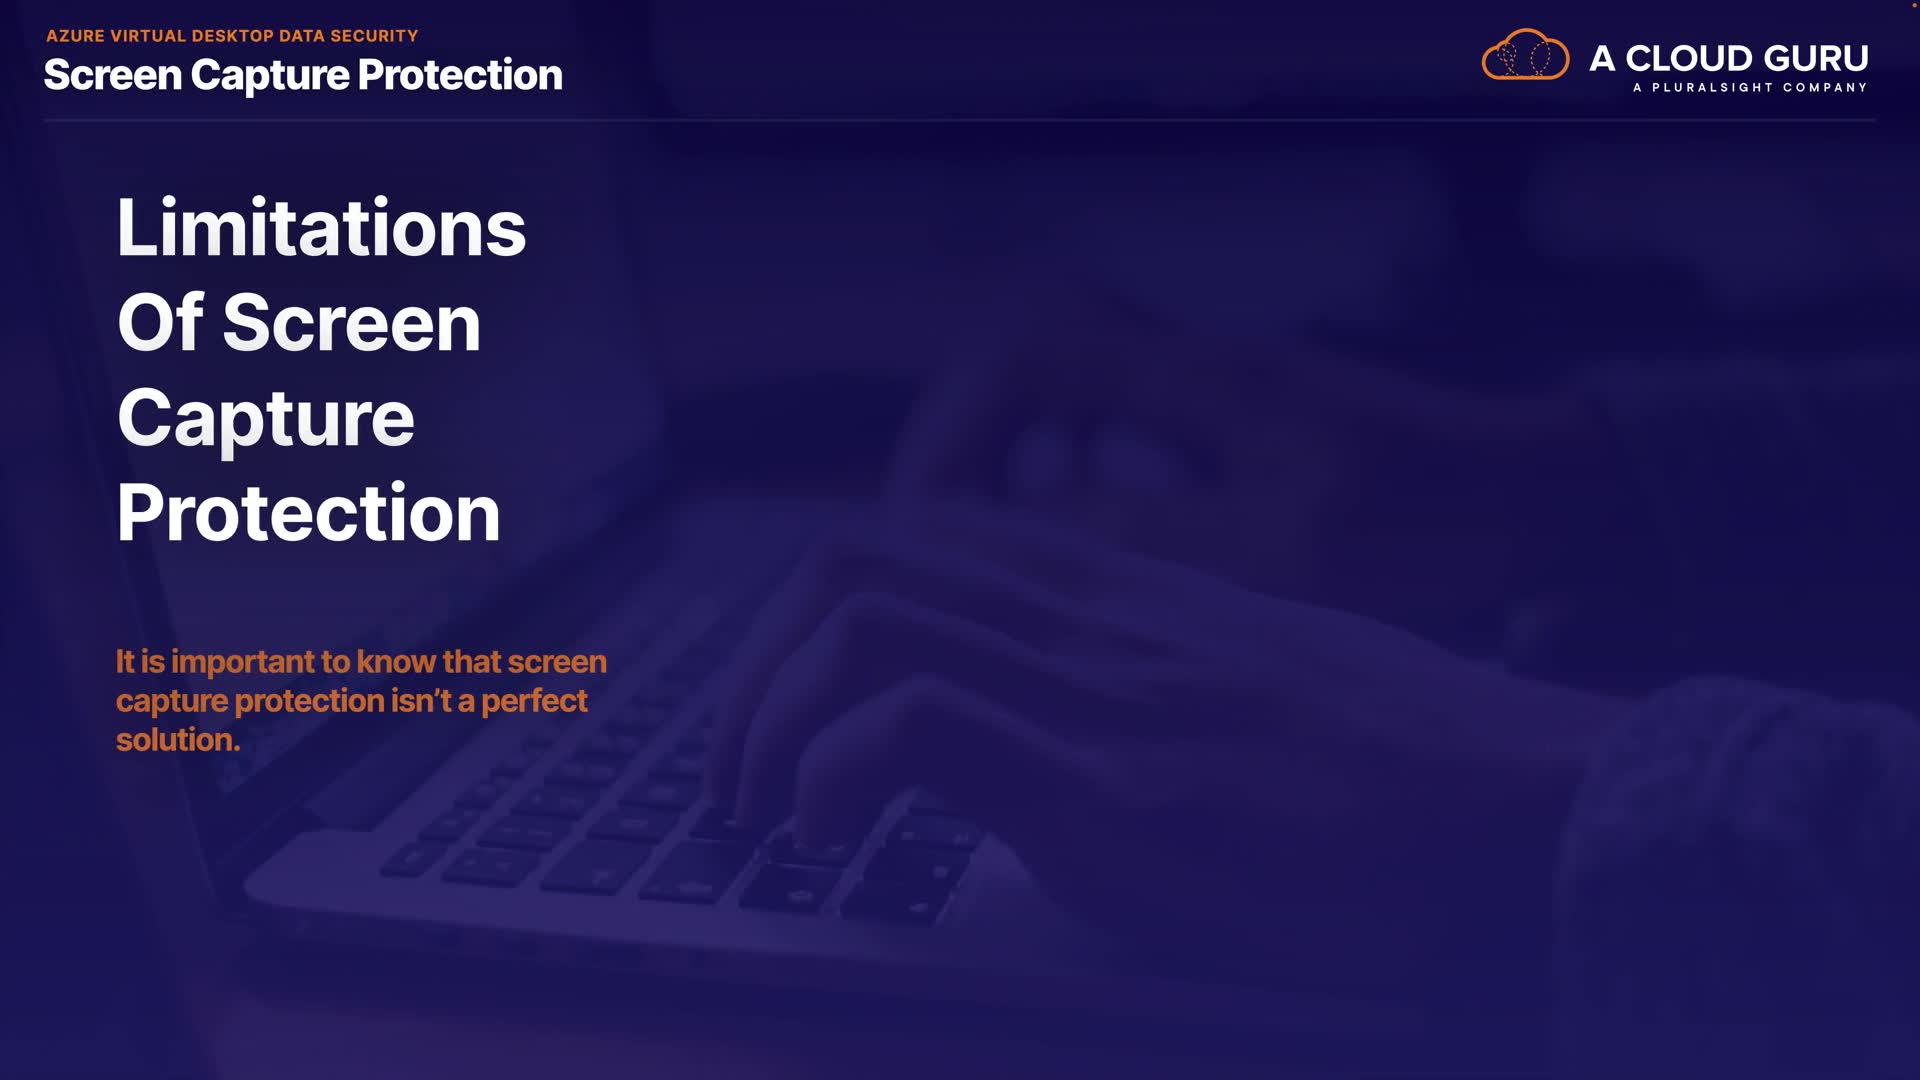 AZURE VIRTUAL DESKTOP DATA SECURITY
Screen Capture Protection
A CLOUD GURU
A PLURALSIGHT COMPANY
Limitations
Of Screen
Capture
Protection
It is important to know that screen
capture protection isn’t a perfect
solution.